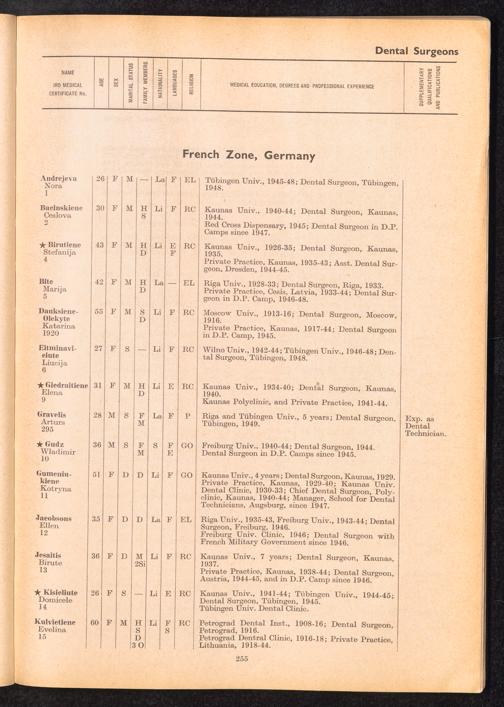 Dental Surgeons
NAME
IRO MEDICAL
CERTIFICATE No.
AGE
SEX
MARITAL STATUS
FAMILY MEMBERS
NATIONALITY
LANGUAGES
RELIGION
MEDICAL EDUCATION, DEGREES AND PROFESSIONAL EXPERIENCE
SUPPLEMENTARY
QUALIFICATIONS
AND PUBLICATIONS
French Zone, Germany
Andrejeva 26 F M — La F EL Tübingen Univ., 1945-48; Dental Surgeon, Tübingen,
Nora 1948.
1
Bacinskiene 30 F M H Li F RC Kaunas Univ., 1940-44; Dental Surgeon, Kaunas,
Ceslova S 1944.
2 Red Cross Dispensary, 1945; Dental Surgeon in D.P.
Camps since 1947.
★ Birutiene 43 F M H Li E RC Kaunas Univ., 1926-35; Dental Surgeon, Kaunas,
Stefanija D F 1935.
4 Private Practice, Kaunas, 1935-43; Asst. Dental Sur-
geon, Dresden, 1944-45.
Bite 42 F M H La — EL Riga Univ., 1928-33; Dental Surgeon, Riga, 1933.
Marija D Private Practice, Cesis, Latvia, 1933-44; Dental Sur-
5 geon in D.P. Camp, 1946-48.
Dauksiene- 55 F M S Li F RC Moscow Univ., 1913-16; Dental Surgeon, Moscow,
Olekyte D 1916.
Katarina Private Practice, Kaunas, 1917-44; Dental Surgeon
1920 in D.P. Camp, 1945.
Eitminavi- 27 F S — Li F RC Wilno Univ., 1942-44; Tübingen Univ., 1946-48; Den-
ciute tal Surgeon, Tübingen, 1948.
Liucija
6
★ Giedraitiene 31 F M H Li E RC Kaunas Univ., 1934-40; Dental Surgeon, Kaunas,
Elena D 1940.
9 Kaunas Polyclinic, and Private Practice, 1941-44.
Gravelis 28 M S F La F P Riga and Tübingen Univ., 5 years; Dental Surgeon, Exp. as
Arturs M Tübingen, 1949. Dental
295 Technician.
★ Gudz 36 M S F S F GO Freiburg Univ., 1940-44; Dental Surgeon, 1944.
Wladimir M E Dental Surgeon in D.P. Camps since 1945.
10
Gumeniu- 51 F D D Li F GO Kaunas Univ., 4 years; Dental Surgeon, Kaunas, 1929.
kiene Private Practice, Kaunas, 1929-40; Kaunas Univ.
Kotryna Dental Clinic, 1930-33; Chief Dental Surgeon, Poly-
11 clinic, Kaunas, 1940-44; Manager, School for Dental
Technicians, Augsburg, since 1947.
Jacobsons 35 F D D La F EL Riga Univ., 1935-43, Freiburg Univ., 1943-44; Dental
Ellen Surgeon, Freiburg, 1946.
12 Freiburg Univ. Clinic, 1946; Dental Surgeon with
French Military Government since 1946.
Jesaitis 36 F D M Li F RC Kaunas Univ., 7 years; Dental Surgeon, Kaunas,
Birute 2Si 1937.
13 Private Practice, Kaunas, 1938-44; Dental Surgeon,
Austria, 1944-45, and in D.P. Camp since 1946.
★ Kisieliute 26 F S — Li E RC Kaunas Univ., 1941-44; Tübingen Univ., 1944-45;
Domicele Dental Surgeon, Tübingen, 1945.
14 Tübingen Univ. Dental Clinic.
Kulvietiene 60 F M H Li F RC Petrograd Dental Inst., 1908-16; Dental Surgeon,
Evelina S S Petrograd, 1916.
15 D Petrograd Dentral Clinic, 1916-18; Private Practice,
3 O Lithuania, 1918-44.
255